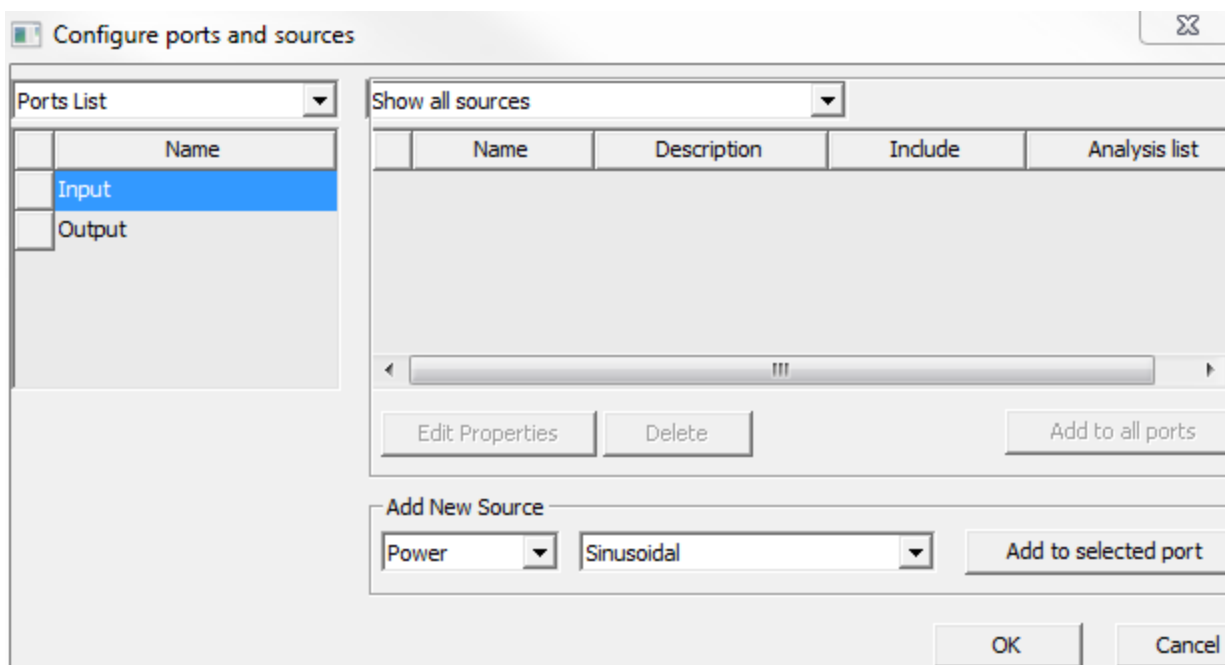 Configure ports and sources
Ports List
Show all sources
Name
Name Description Include Analysis list
Input
Output
Edit Properties Delete Add to all ports
Add New Source
Power Sinusoidal Add to selected port
OK Cancel